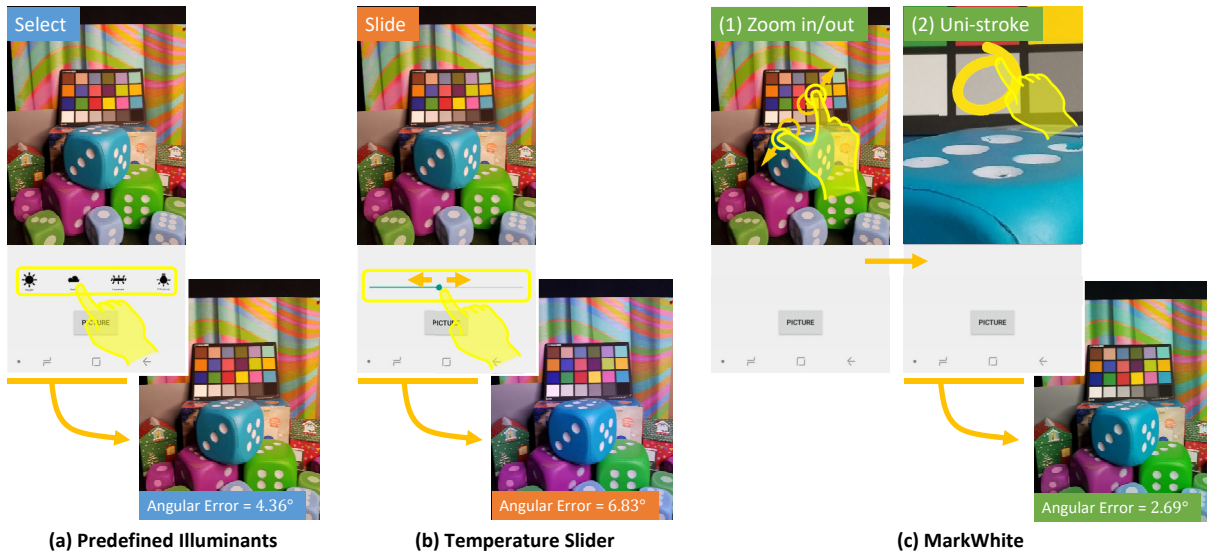 Select
PICTURE
Angular Error = 4.36°
(a) Predefined Illuminants
Slide
PICTURE
Angular Error = 6.83°
(b) Temperature Slider
(1) Zoom in/out
(2) Uni-stroke
PICTURE
PICTURE
Angular Error = 2.69°
(c) MarkWhite